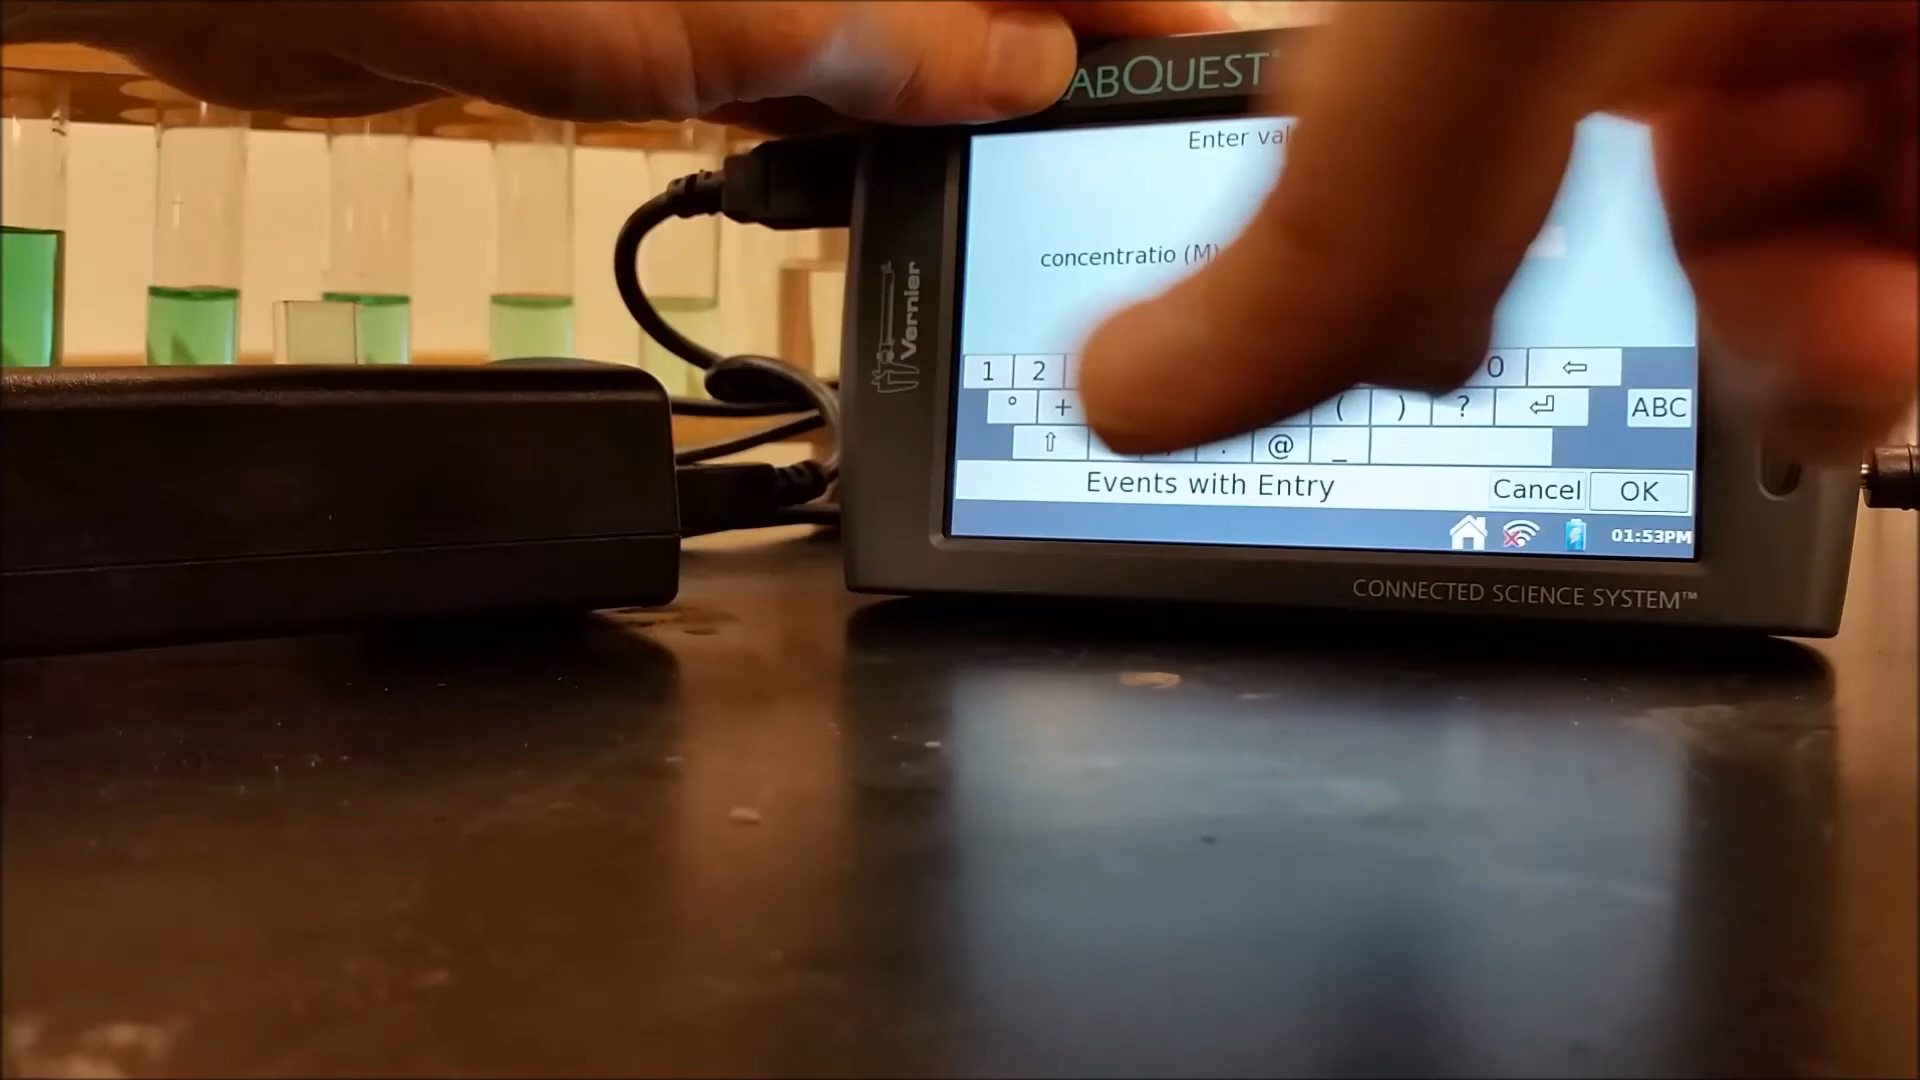 ABQUEST
Enter val
concentratio (M)
1 2 0 ⇦
° + ( ) ? ⏎ ABC
⇧ @ _
Events with Entry Cancel OK
01:53PM
CONNECTED SCIENCE SYSTEM™
Vernier